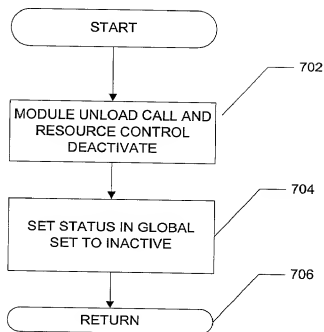 START
702
MODULE UNLOAD CALL AND
RESOURCE CONTROL
DEACTIVATE
704
SET STATUS IN GLOBAL
SET TO INACTIVE
706
RETURN